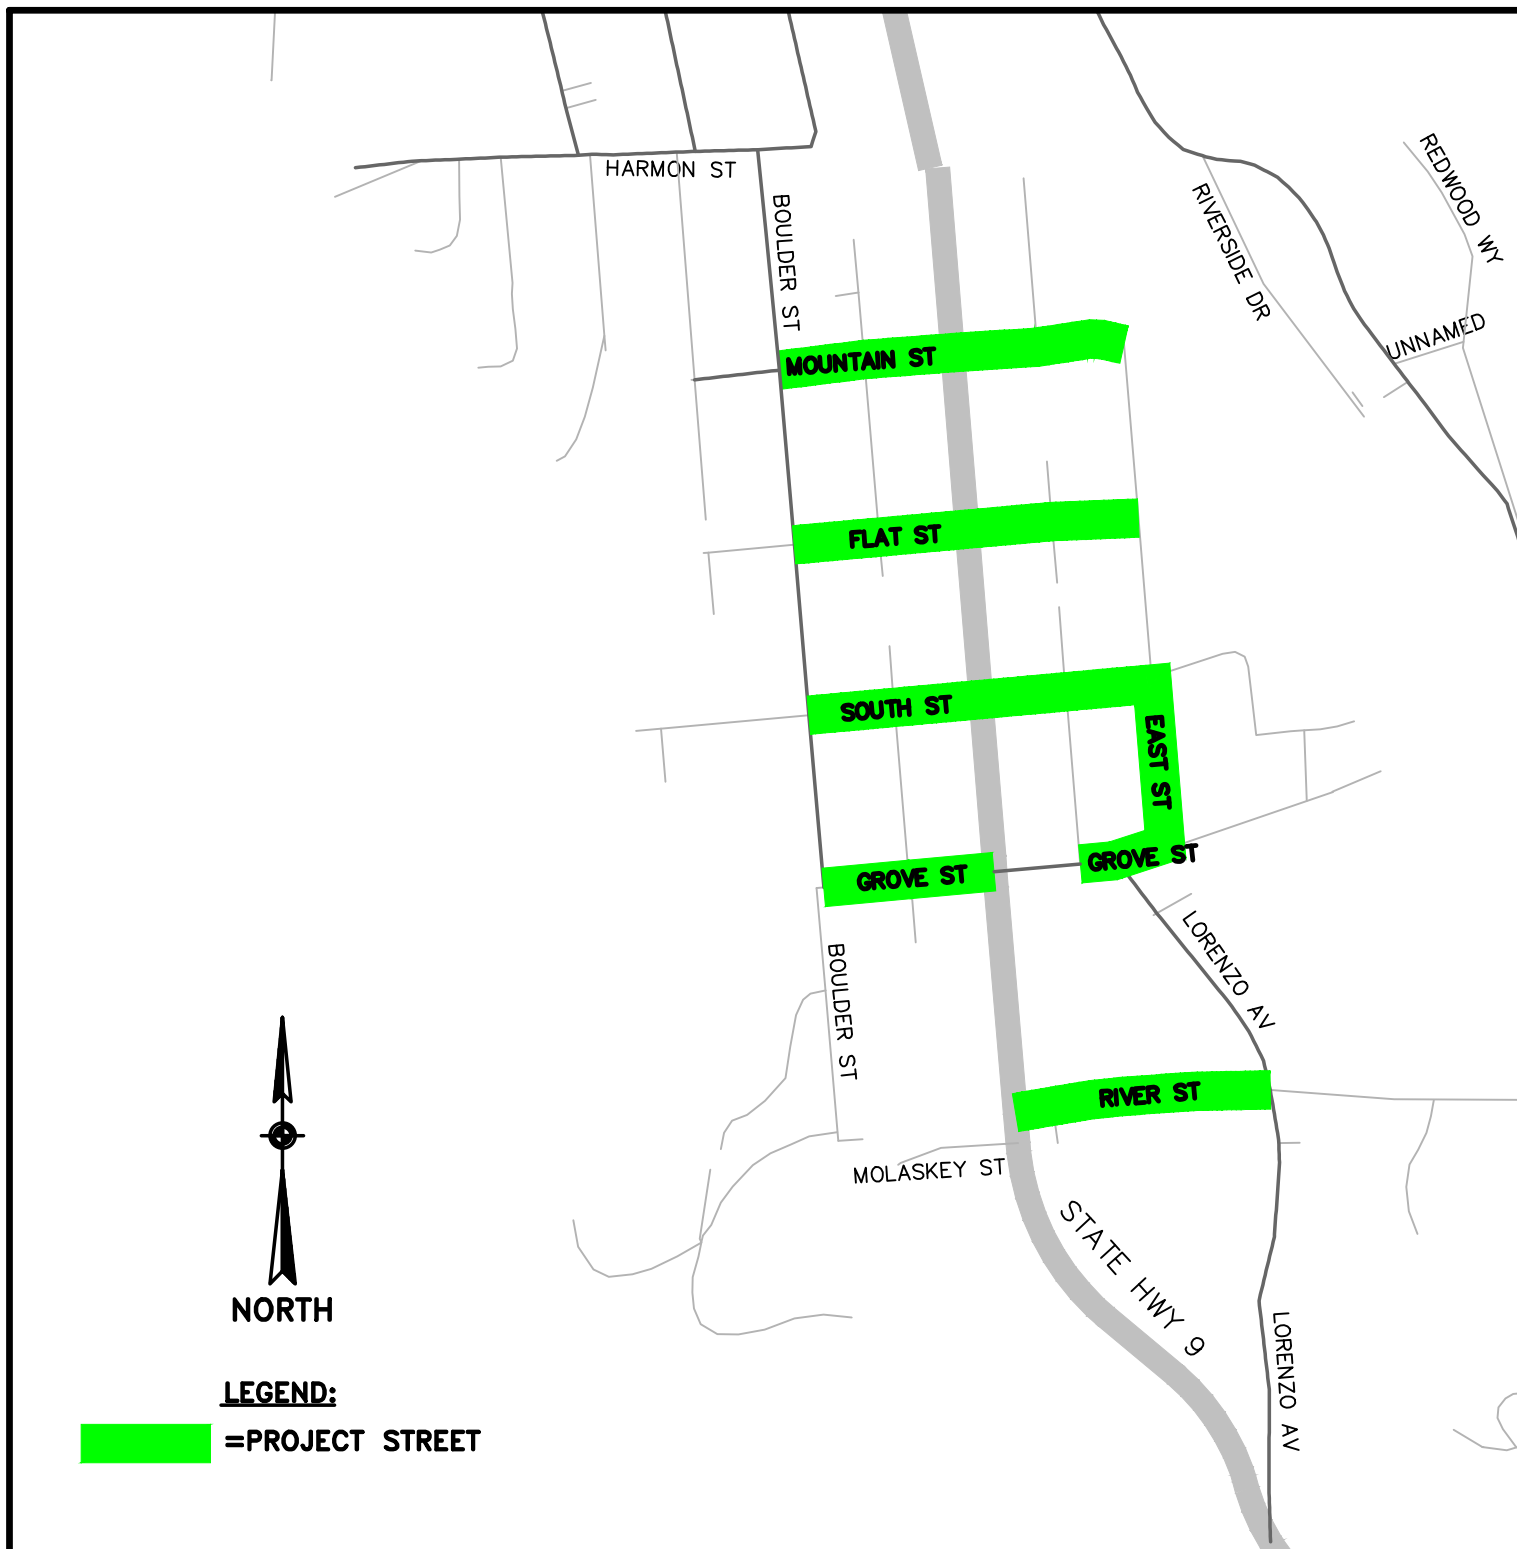 HARMON ST
REDWOOD WY
BOULDER ST
RIVERSIDE DR
UNNAMED
MOUNTAIN ST
FLAT ST
SOUTH ST
EAST ST
GROVE ST
GROVE ST
LORENZO AV
BOULDER ST
RIVER ST
MOLASKEY ST
STATE HWY 9
LORENZO AV
NORTH
LEGEND:
=PROJECT STREET